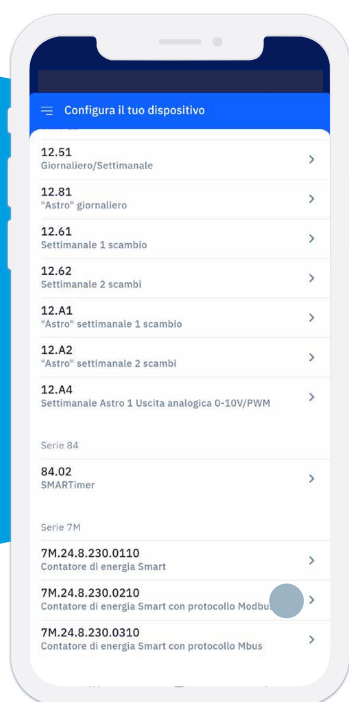 Configura il tuo dispositivo
12.51
Giornaliero/Settimanale
12.81
"Astro" giornaliero
12.61
Settimanale 1 scambio
12.62
Settimanale 2 scambi
12.A1
"Astro" settimanale 1 scambio
12.A2
"Astro" settimanale 2 scambi
12.A4
Settimanale Astro 1 Uscita analogica 0-10V/PWM
Serie 84
84.02
SMARTimer
Serie 7M
7M.24.8.230.0110
Contatore di energia Smart
7M.24.8.230.0210
Contatore di energia Smart con protocollo Modbu
7M.24.8.230.0310
Contatore di energia Smart con protocollo Mbus